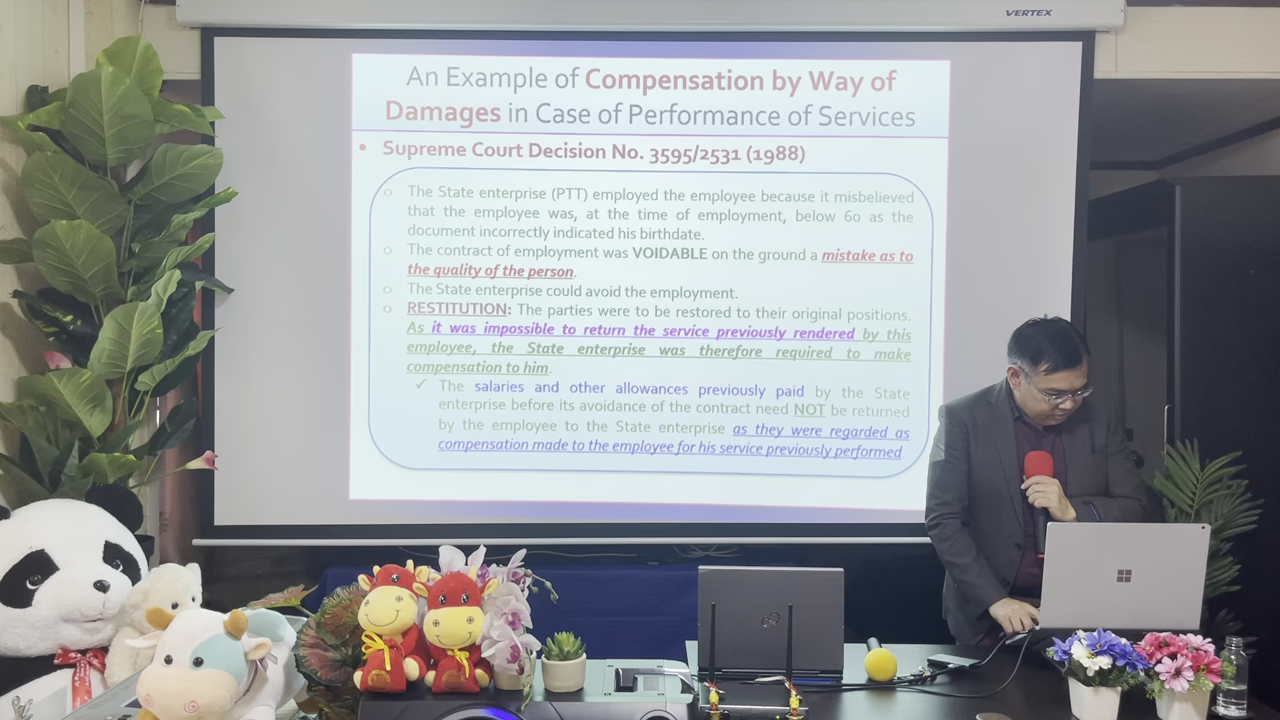 VERTEX
An Example of Compensation by Way of
Damages in Case of Performance of Services
• Supreme Court Decision No. 3595/2531 (1988)
o The State enterprise (PTT) employed the employee because it misbelieved
that the employee was, at the time of employment, below 60 as the
document incorrectly indicated his birthdate.
o The contract of employment was VOIDABLE on the ground a mistake as to
the quality of the person.
o The State enterprise could avoid the employment.
o RESTITUTION: The parties were to be restored to their original positions.
As it was impossible to return the service previously rendered by this
employee, the State enterprise was therefore required to make
compensation to him.
✓ The salaries and other allowances previously paid by the State
enterprise before its avoidance of the contract need NOT be returned
by the employee to the State enterprise as they were regarded as
compensation made to the employee for his service previously performed